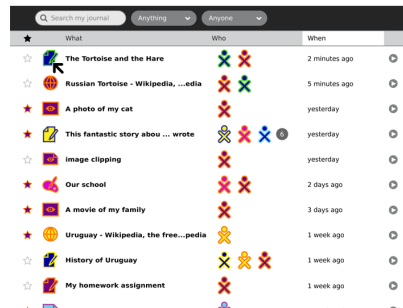 Search my journal Anything Anyone
What Who When
The Tortoise and the Hare 2 minutes ago
Russian Tortoise - Wikipedia, ...edia 5 minutes ago
A photo of my cat yesterday
This fantastic story abou ... wrote 6 yesterday
image clipping yesterday
Our school 2 days ago
A movie of my family 3 days ago
Uruguay - Wikipedia, the free...pedia 1 week ago
History of Uruguay 1 week ago
My homework assignment 1 week ago